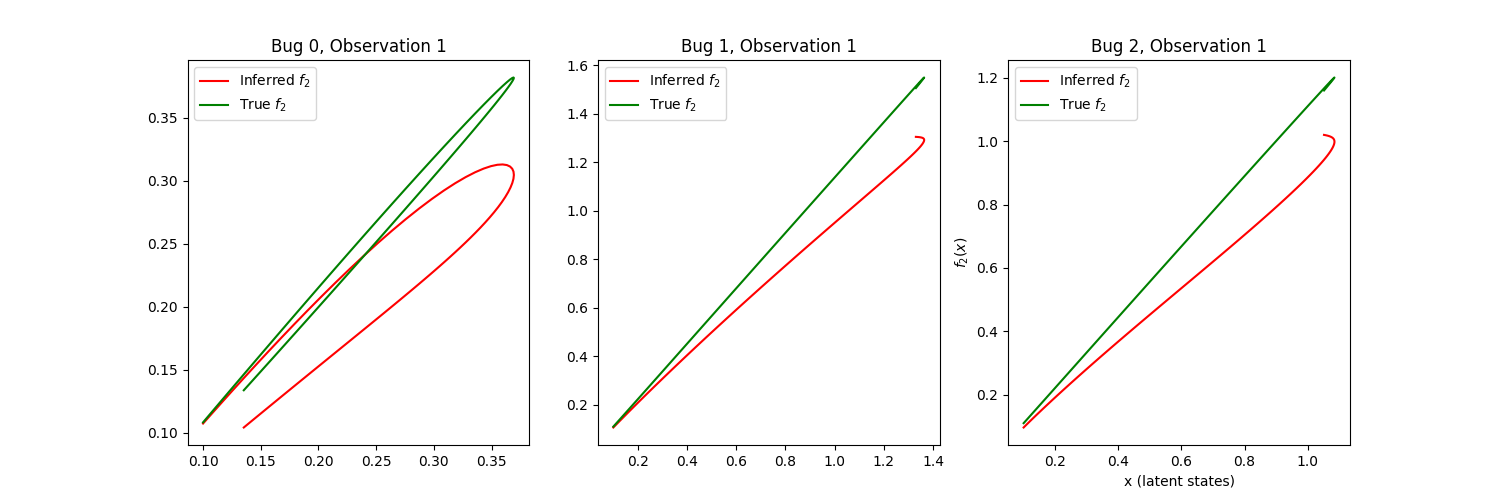 Bug 0, Observation 1
Inferred f₂
True f₂
0.35
0.30
0.25
0.20
0.15
0.10
0.10 0.15 0.20 0.25 0.30 0.35
Bug 1, Observation 1
Inferred f₂
True f₂
1.6
1.4
1.2
1.0
0.8
0.6
0.4
0.2
0.2 0.4 0.6 0.8 1.0 1.2 1.4
Bug 2, Observation 1
Inferred f₂
True f₂
f₂(x)
1.2
1.0
0.8
0.6
0.4
0.2
0.2 0.4 0.6 0.8 1.0
x (latent states)